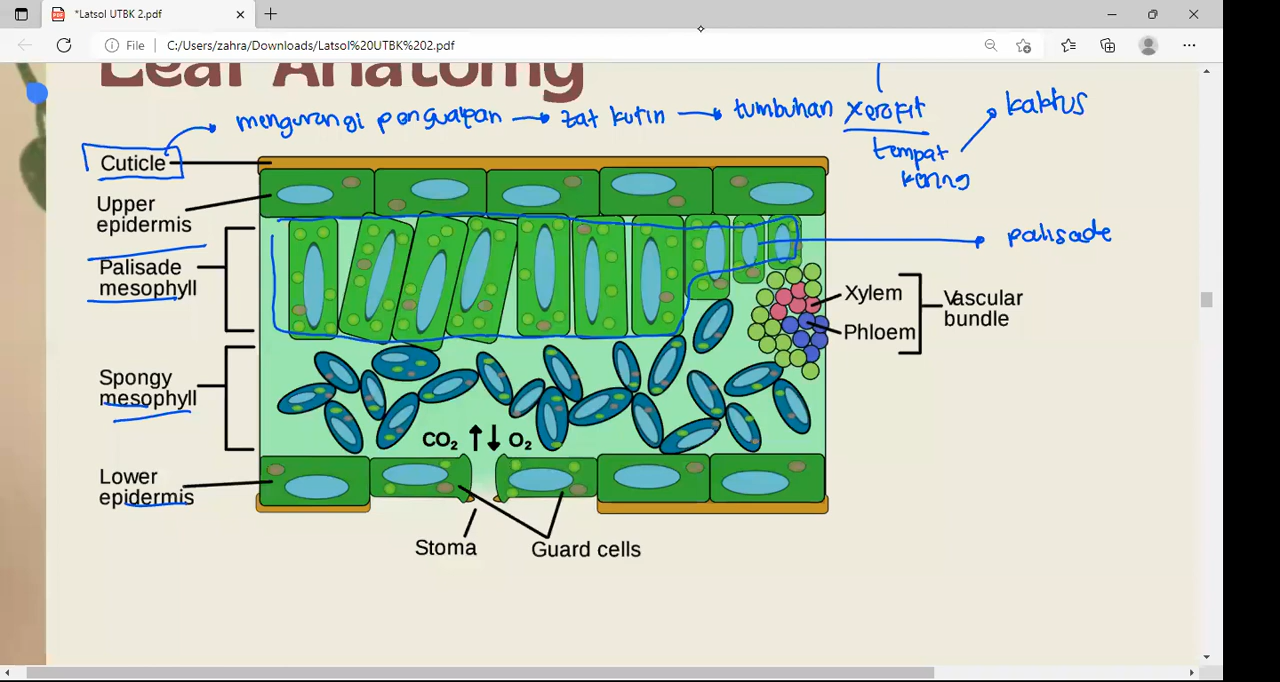 *Latsol UTBK 2.pdf
File
C:/Users/zahra/Downloads/Latsol%20UTBK%202.pdf
Leaf Anatomy
mengurangi penguapan → zat kutin → tumbuhan xerofit
kaktus
tempat
kering
Cuticle
Upper
epidermis
palisade
Palisade
mesophyll
Xylem
Phloem
Vascular
bundle
Spongy
mesophyll
CO₂
O₂
Lower
epidermis
Stoma
Guard cells